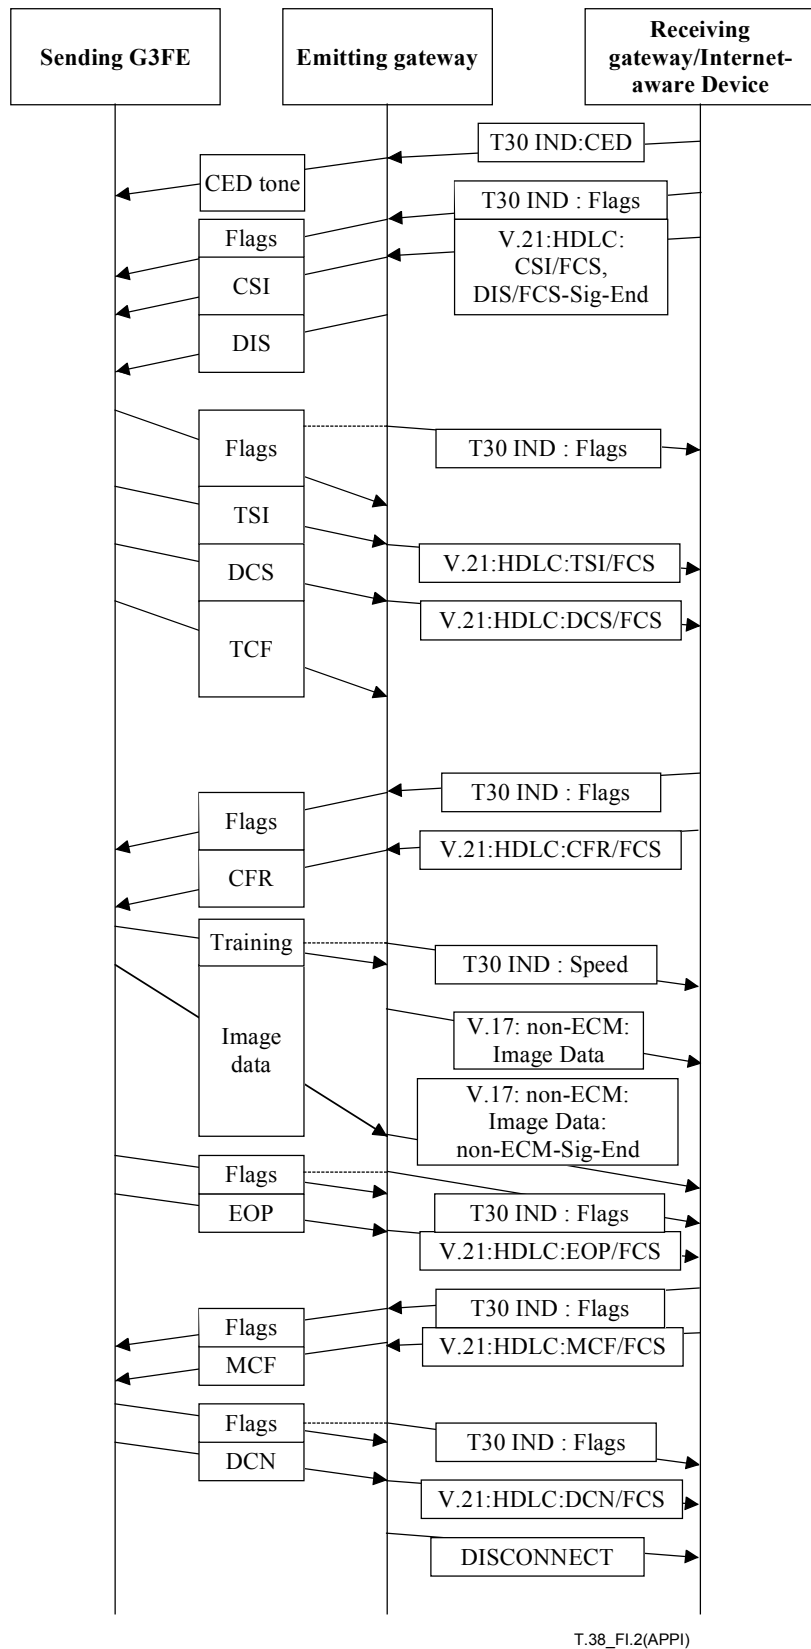 Sending G3FE
Emitting gateway
Receiving
gateway/Internet-
aware Device
T30 IND:CED
CED tone
T30 IND : Flags
Flags
V.21:HDLC:
CSI/FCS,
DIS/FCS-Sig-End
CSI
DIS
Flags
T30 IND : Flags
TSI
V.21:HDLC:TSI/FCS
DCS
V.21:HDLC:DCS/FCS
TCF
T30 IND : Flags
Flags
V.21:HDLC:CFR/FCS
CFR
Training
T30 IND : Speed
Image
data
V.17: non-ECM:
Image Data
V.17: non-ECM:
Image Data:
non-ECM-Sig-End
Flags
T30 IND : Flags
EOP
V.21:HDLC:EOP/FCS
T30 IND : Flags
Flags
V.21:HDLC:MCF/FCS
MCF
Flags
T30 IND : Flags
DCN
V.21:HDLC:DCN/FCS
DISCONNECT
T.38_FI.2(APPI)